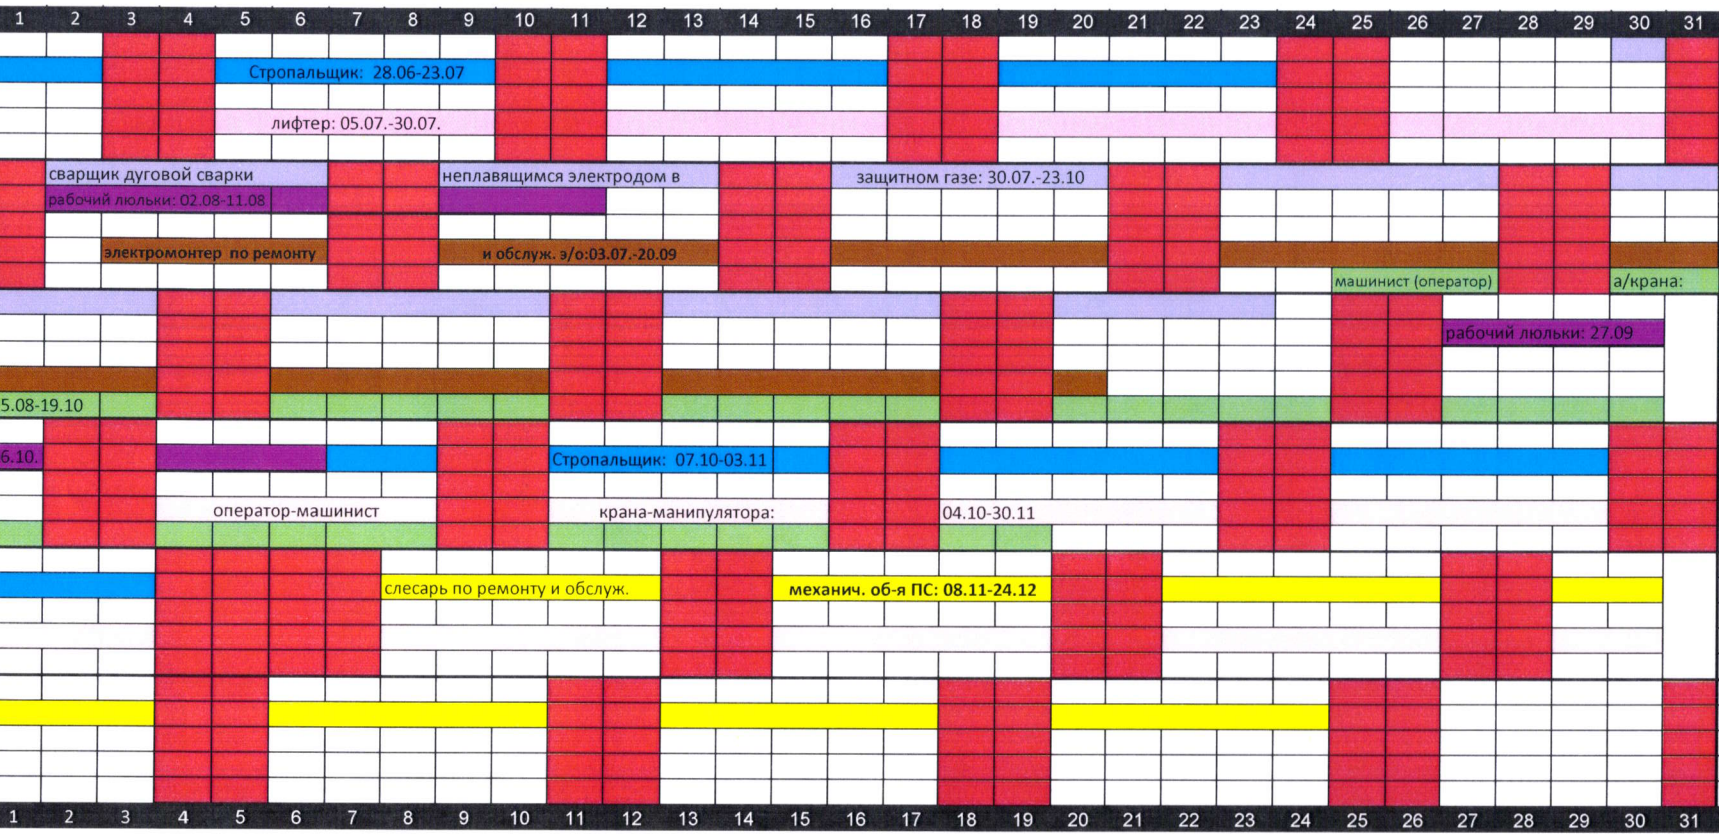 1 2 3 4 5 6 7 8 9 10 11 12 13 14 15 16 17 18 19 20 21 22 23 24 25 26 27 28 29 30 31
Стропальщик: 28.06-23.07
лифтер: 05.07.-30.07.
сварщик дуговой сварки неплавящимся электродом в защитном газе: 30.07.-23.10
рабочий люльки: 02.08-11.08
электромонтер по ремонту и обслуж. э/о:03.07.-20.09
машинист (оператор) а/крана:
рабочий люльки: 27.09
5.08-19.10
6.10. Стропальщик: 07.10-03.11
оператор-машинист крана-манипулятора: 04.10-30.11
слесарь по ремонту и обслуж. механич. об-я ПС: 08.11-24.12
1 2 3 4 5 6 7 8 9 10 11 12 13 14 15 16 17 18 19 20 21 22 23 24 25 26 27 28 29 30 31